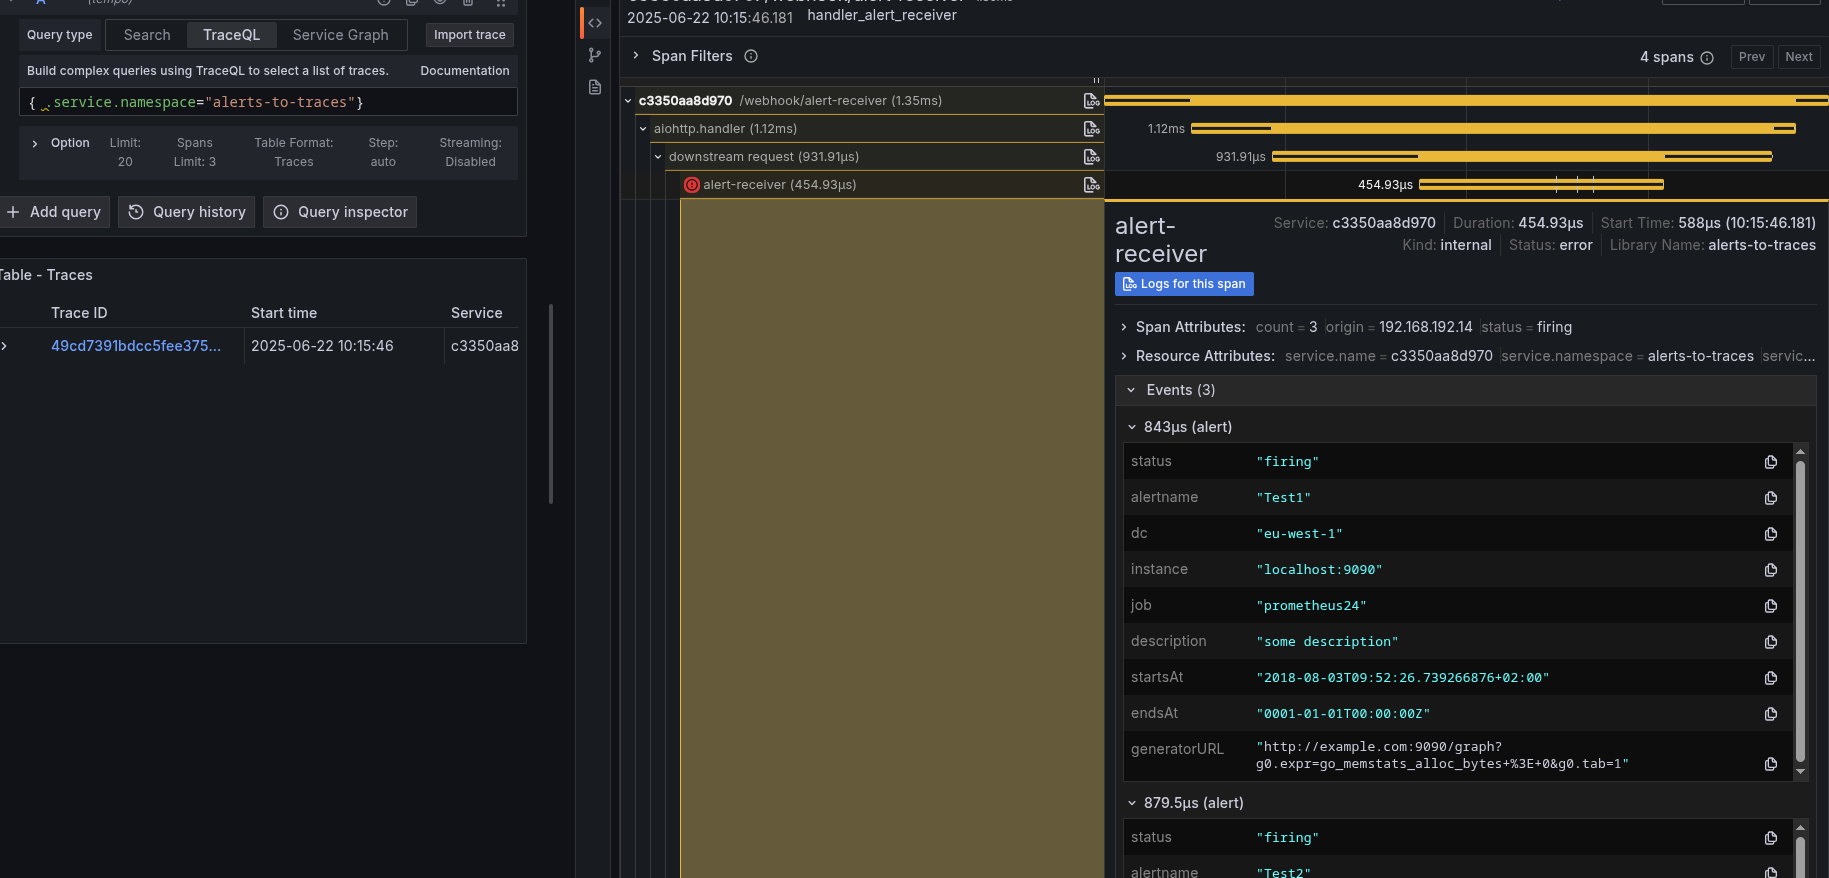 A (tempo)
Query type Search TraceQL Service Graph Import trace
Build complex queries using TraceQL to select a list of traces. Documentation
{ .service.namespace="alerts-to-traces"}
Option Limit: 20 Spans Limit: 3 Table Format: Traces Step: auto Streaming: Disabled
Add query Query history Query inspector
Table - Traces
Trace ID Start time Service
49cd7391bdcc5fee375... 2025-06-22 10:15:46 c3350aa8
2025-06-22 10:15:46.181 handler_alert_receiver
Span Filters 4 spans Prev Next
c3350aa8d970 /webhook/alert-receiver (1.35ms) LOG
aiohttp.handler (1.12ms) LOG 1.12ms
downstream request (931.91μs) LOG 931.91μs
alert-receiver (454.93μs) LOG 454.93μs
alert-
receiver
Service: c3350aa8d970 Duration: 454.93μs Start Time: 588μs (10:15:46.181)
Kind: internal Status: error Library Name: alerts-to-traces
LOG Logs for this span
Span Attributes: count = 3 origin = 192.168.192.14 status = firing
Resource Attributes: service.name = c3350aa8d970 service.namespace = alerts-to-traces servic...
Events (3)
843μs (alert)
status "firing"
alertname "Test1"
dc "eu-west-1"
instance "localhost:9090"
job "prometheus24"
description "some description"
startsAt "2018-08-03T09:52:26.739266876+02:00"
endsAt "0001-01-01T00:00:00Z"
generatorURL "http://example.com:9090/graph?
g0.expr=go_memstats_alloc_bytes+%3E+0&g0.tab=1"
879.5μs (alert)
status "firing"
alertname "Test2"